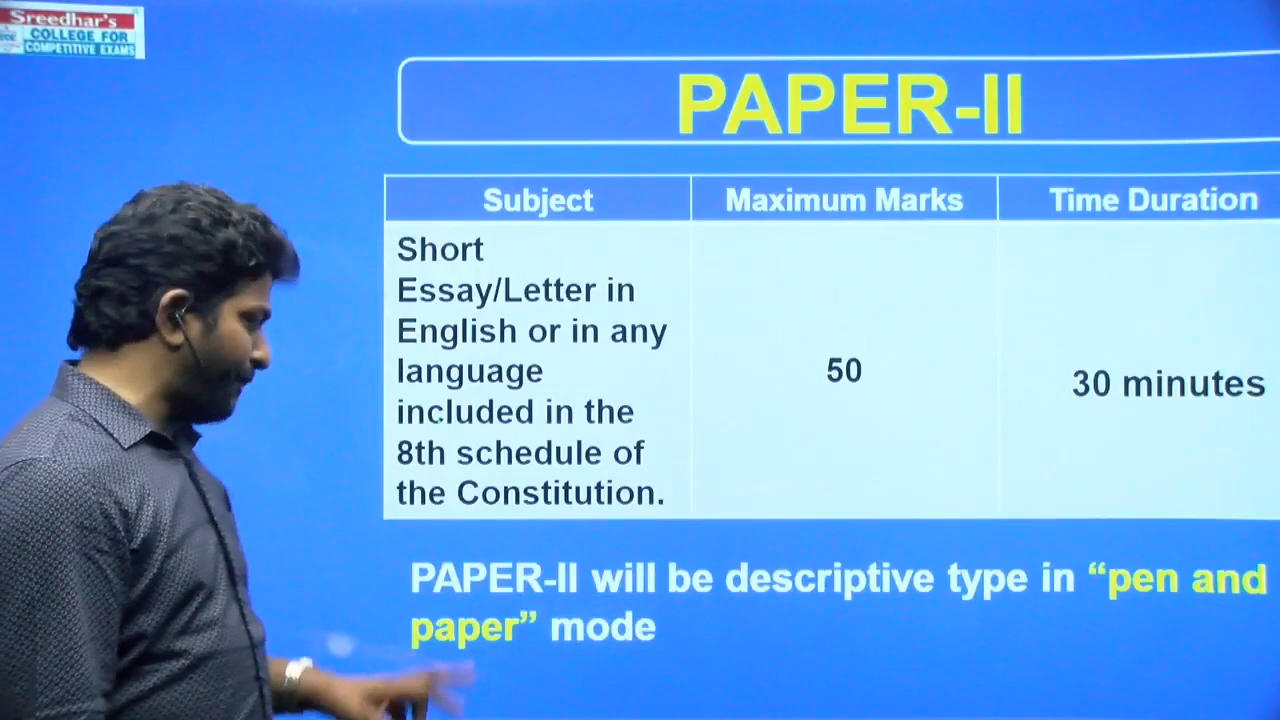 Sreedhar's
COLLEGE FOR
COMPETITIVE EXAMS
PAPER-II
Subject
Maximum Marks
Time Duration
Short
Essay/Letter in
English or in any
language
included in the
8th schedule of
the Constitution.
50
30 minutes
PAPER-II will be descriptive type in “pen and
paper” mode